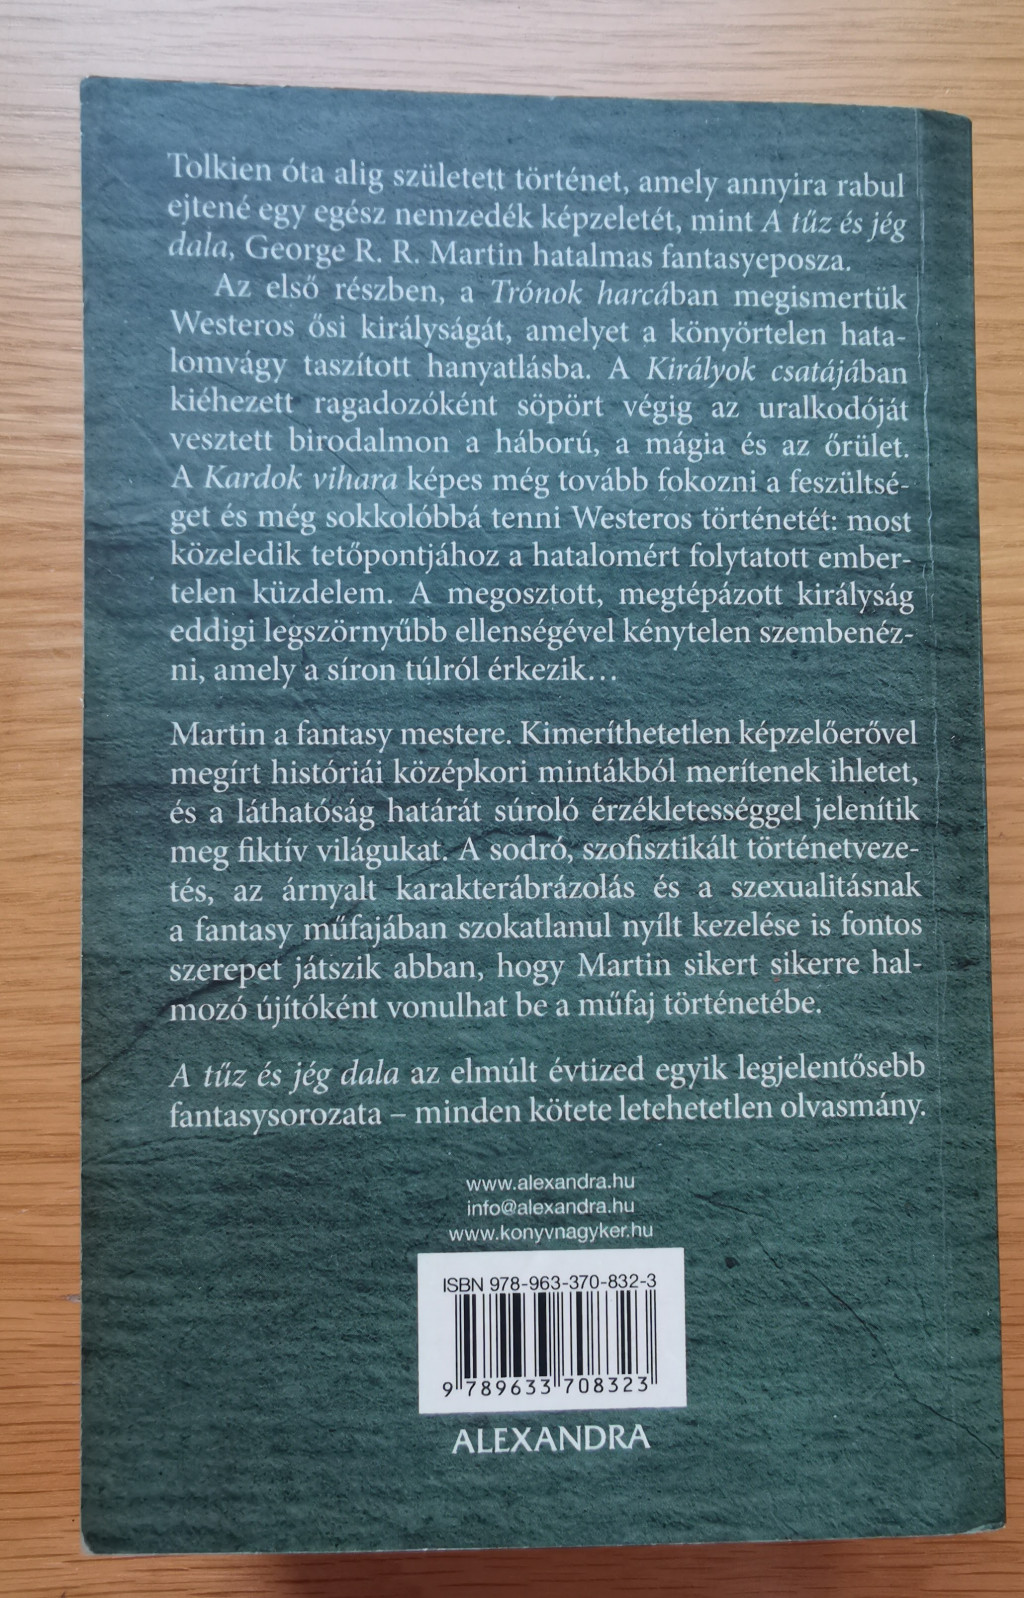 Tolkien óta alig született történet, amely annyira rabul
ejtené egy egész nemzedék képzeletét, mint A tűz és jég
dala, George R. R. Martin hatalmas fantasyeposza.
Az első részben, a Trónok harcában megismertük
Westeros ősi királyságát, amelyet a könyörtelen hata-
lomvágy taszított hanyatlásba. A Királyok csatájában
kiéhezett ragadozóként söpört végig az uralkodóját
vesztett birodalmon a háború, a mágia és az őrület.
A Kardok vihara képes még tovább fokozni a feszültsé-
get és még sokkolóbbá tenni Westeros történetét: most
közeledik tetőpontjához a hatalomért folytatott ember-
telen küzdelem. A megosztott, megtépázott királyság
eddigi legszörnyűbb ellenségével kénytelen szembenéz-
ni, amely a síron túlról érkezik...
Martin a fantasy mestere. Kimeríthetetlen képzelőerővel
megírt históriái középkori mintákból merítenek ihletet,
és a láthatóság határát súroló érzékletességgel jelenítik
meg fiktív világukat. A sodró, szofisztikált történetveze-
tés, az árnyalt karakterábrázolás és a szexualitásnak
a fantasy műfajában szokatlanul nyílt kezelése is fontos
szerepet játszik abban, hogy Martin sikert sikerre hal-
mozó újítóként vonulhat be a műfaj történetébe.
A tűz és jég dala az elmúlt évtized egyik legjelentősebb
fantasysorozata – minden kötete letehetetlen olvasmány.
www.alexandra.hu
info@alexandra.hu
www.konyvnagyker.hu
ISBN 978-963-370-832-3
9 789633 708323
ALEXANDRA